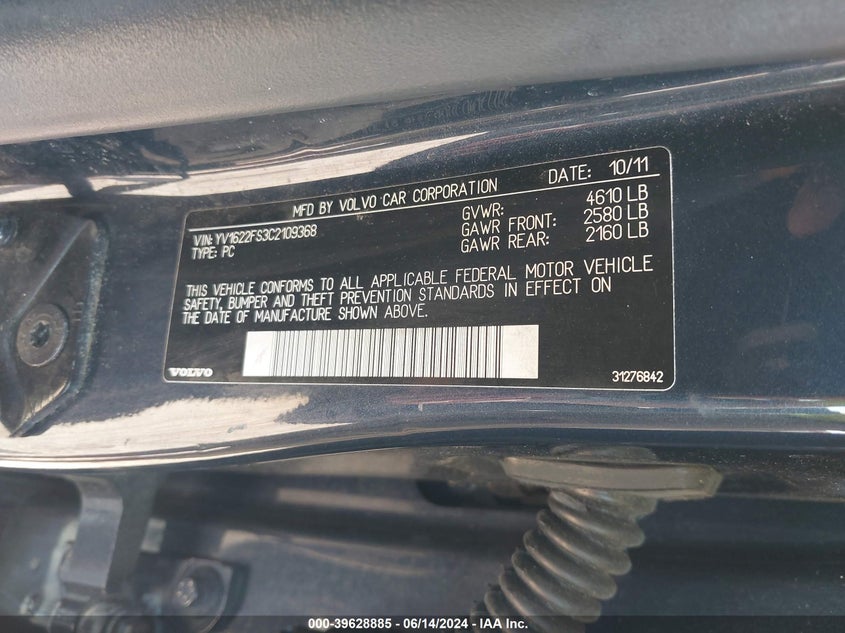 MFD BY VOLVO CAR CORPORATION DATE: 10/11
VIN: YV1622FS3C2109368 GVWR: 4610 LB
TYPE: PC GAWR FRONT: 2580 LB
GAWR REAR: 2160 LB
THIS VEHICLE CONFORMS TO ALL APPLICABLE FEDERAL MOTOR VEHICLE
SAFETY, BUMPER AND THEFT PREVENTION STANDARDS IN EFFECT ON
THE DATE OF MANUFACTURE SHOWN ABOVE.
VOLVO 31276842
000-39628885 - 06/14/2024 - IAA Inc.